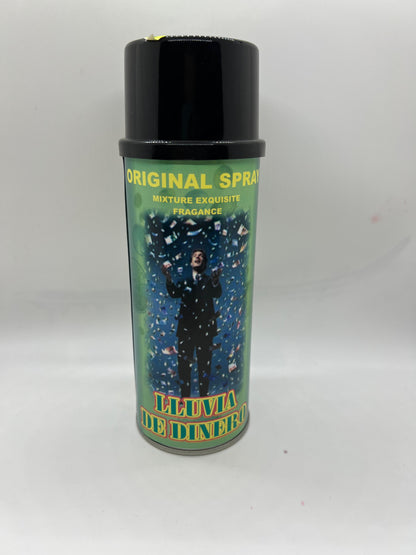 ORIGINAL SPRAY
MIXTURE EXQUISITE
FRAGANCE
LLUVIA
DE DINERO